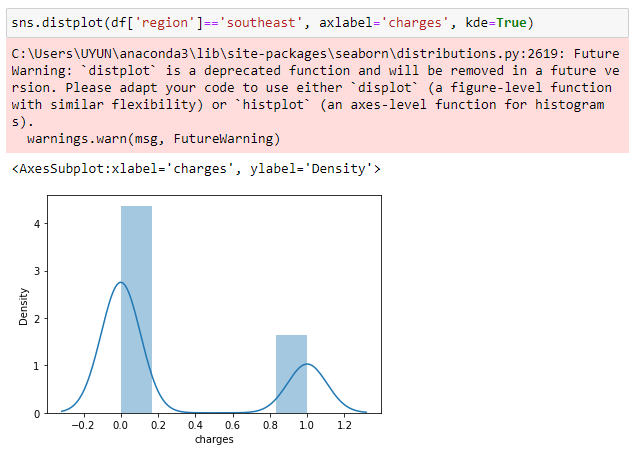 sns.distplot(df['region']=='southeast', axlabel='charges', kde=True)
C:\Users\UYUN\anaconda3\lib\site-packages\seaborn\distributions.py:2619: Future
Warning: `distplot` is a deprecated function and will be removed in a future ve
rsion. Please adapt your code to use either `displot` (a figure-level function
with similar flexibility) or `histplot` (an axes-level function for histogram
s).
warnings.warn(msg, FutureWarning)
<AxesSubplot:xlabel='charges', ylabel='Density'>
4
3
2
1
0
Density
−0.2 0.0 0.2 0.4 0.6 0.8 1.0 1.2
charges